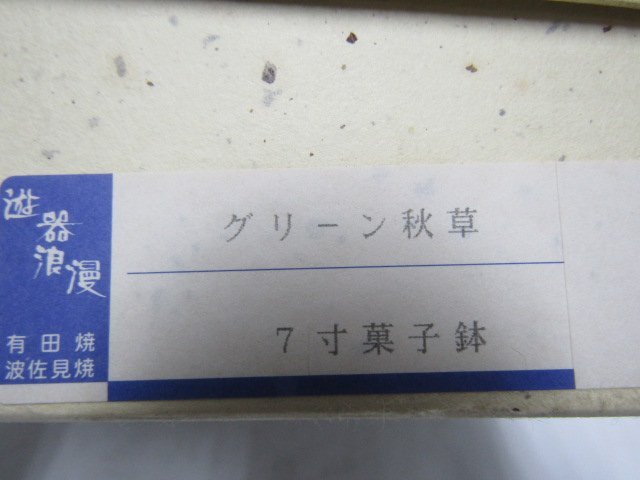 遊器浪漫
有田焼
波佐見焼
グリーン秋草
7寸菓子鉢